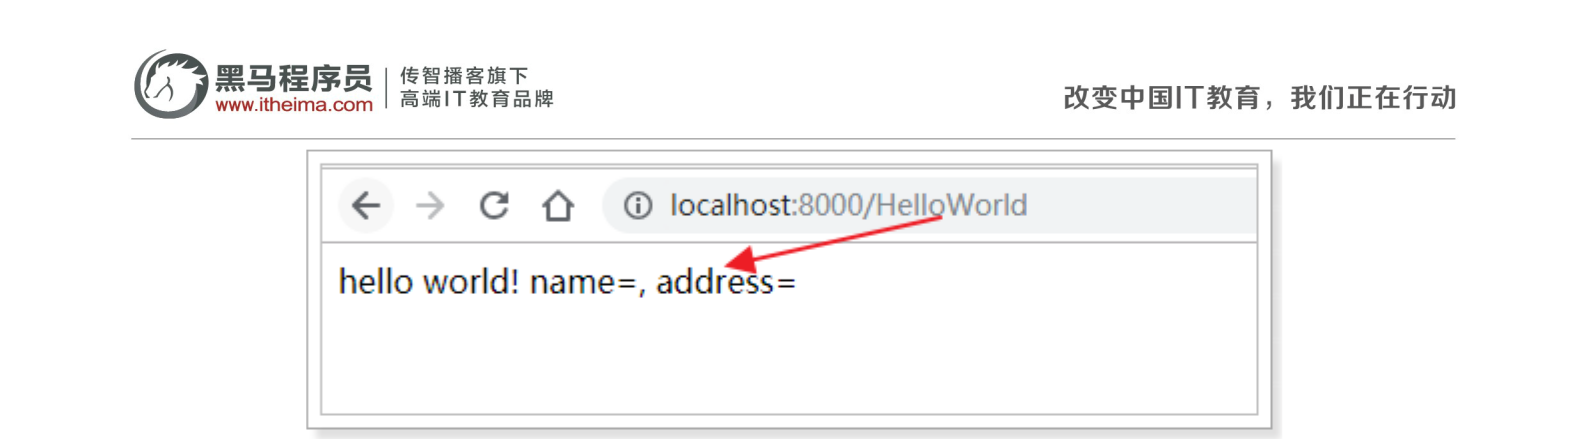 黑马程序员
www.itheima.com
传智播客旗下
高端IT教育品牌
改变中国IT教育，我们正在行动
localhost:8000/HelloWorld
hello world! name=, address=